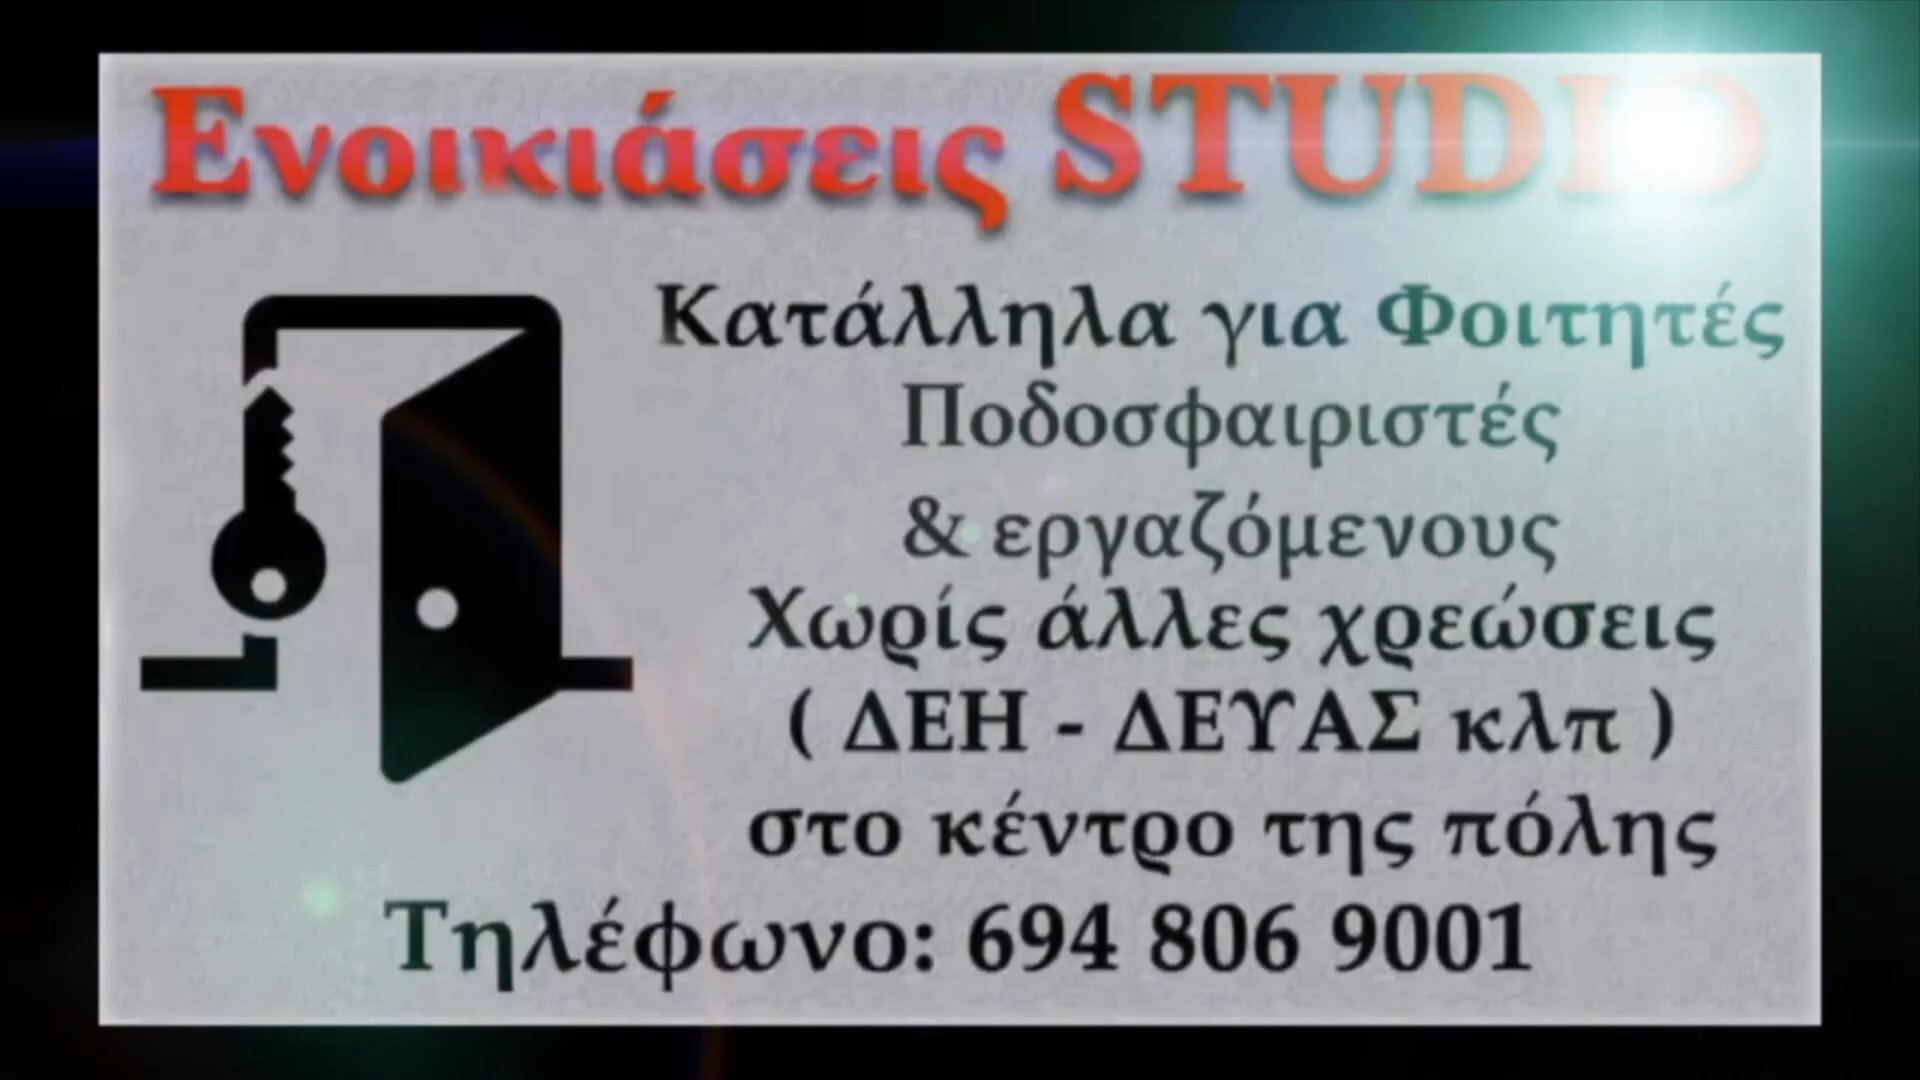 Ενοικιάσεις STUDIO
Κατάλληλα για Φοιτητές
Ποδοσφαιριστές
& εργαζόμενους
Χωρίς άλλες χρεώσεις
( ΔΕΗ - ΔΕΥΑΣ κλπ )
στο κέντρο της πόλης
Τηλέφωνο: 694 806 9001